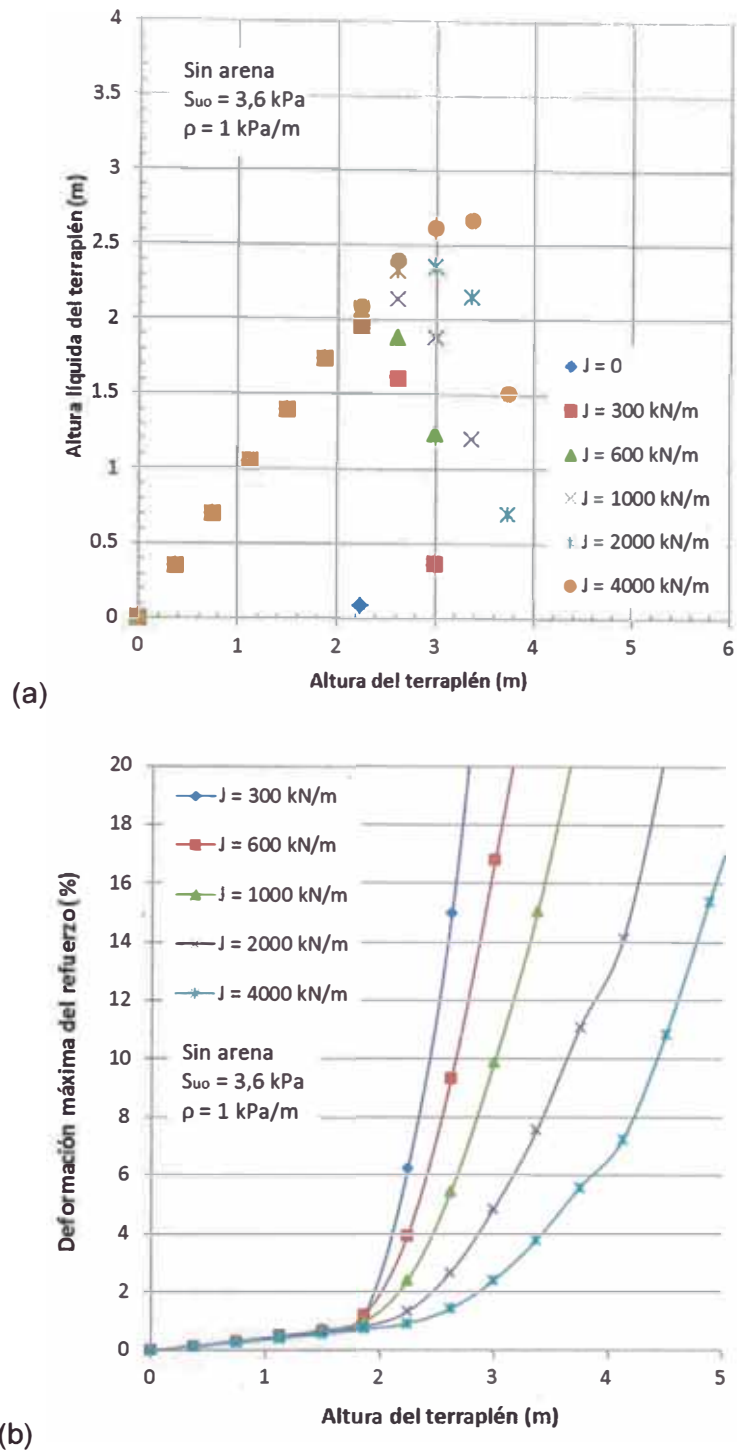 4
3.5
3
2.5
2
1.5
1
0.5
0
Altura líquida del terraplén (m)
Sin arena
Suo = 3,6 kPa
ρ = 1 kPa/m
J = 0
J = 300 kN/m
J = 600 kN/m
J = 1000 kN/m
J = 2000 kN/m
J = 4000 kN/m
0 1 2 3 4 5 6
Altura del terraplén (m)
(a)
20
18
16
14
12
10
8
6
4
2
0
Deformación máxima del refuerzo (%)
J = 300 kN/m
J = 600 kN/m
J = 1000 kN/m
J = 2000 kN/m
J = 4000 kN/m
Sin arena
Suo = 3,6 kPa
ρ = 1 kPa/m
0 1 2 3 4 5
Altura del terraplén (m)
(b)